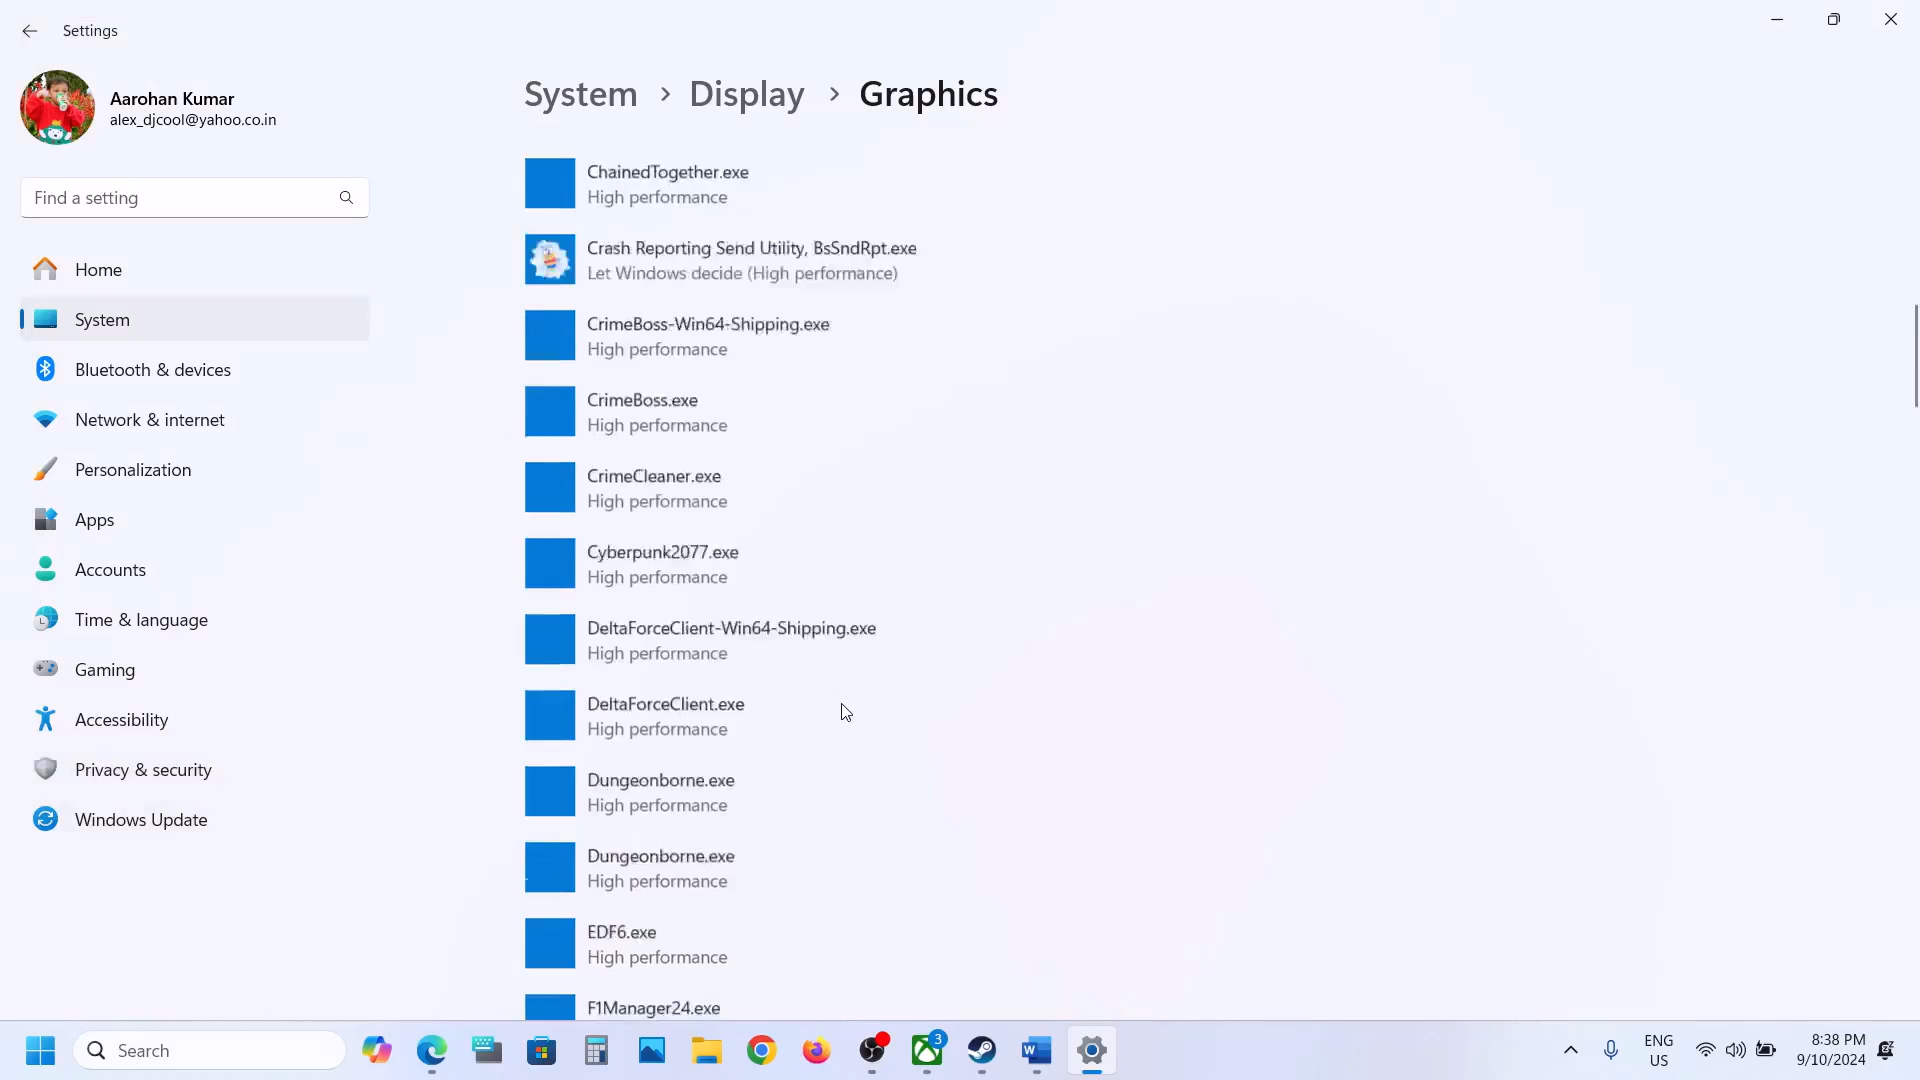 Settings
Aarohan Kumar
alex_djcool@yahoo.co.in
Find a setting
Home
System
Bluetooth & devices
Network & internet
Personalization
Apps
Accounts
Time & language
Gaming
Accessibility
Privacy & security
Windows Update
System > Display > Graphics
ChainedTogether.exe
High performance
Crash Reporting Send Utility, BsSndRpt.exe
Let Windows decide (High performance)
CrimeBoss-Win64-Shipping.exe
High performance
CrimeBoss.exe
High performance
CrimeCleaner.exe
High performance
Cyberpunk2077.exe
High performance
DeltaForceClient-Win64-Shipping.exe
High performance
DeltaForceClient.exe
High performance
Dungeonborne.exe
High performance
Dungeonborne.exe
High performance
EDF6.exe
High performance
F1Manager24.exe
Search
3
ENG
US
8:38 PM
9/10/2024